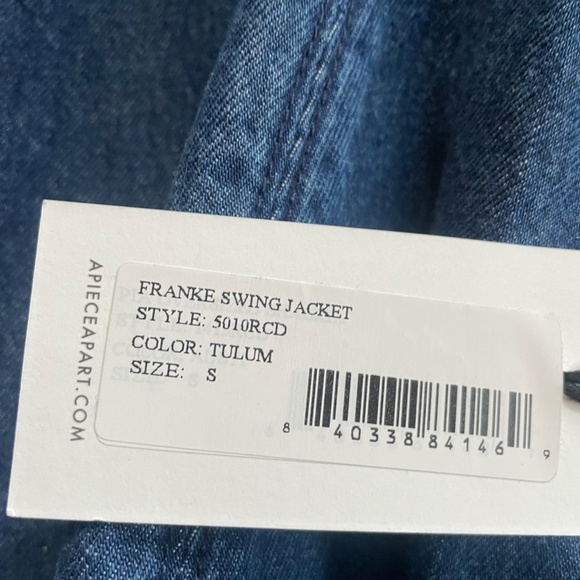 APIECEAPART.COM
FRANKE SWING JACKET
STYLE: 5010RCD
COLOR: TULUM
SIZE: S
8 40338 84146 9